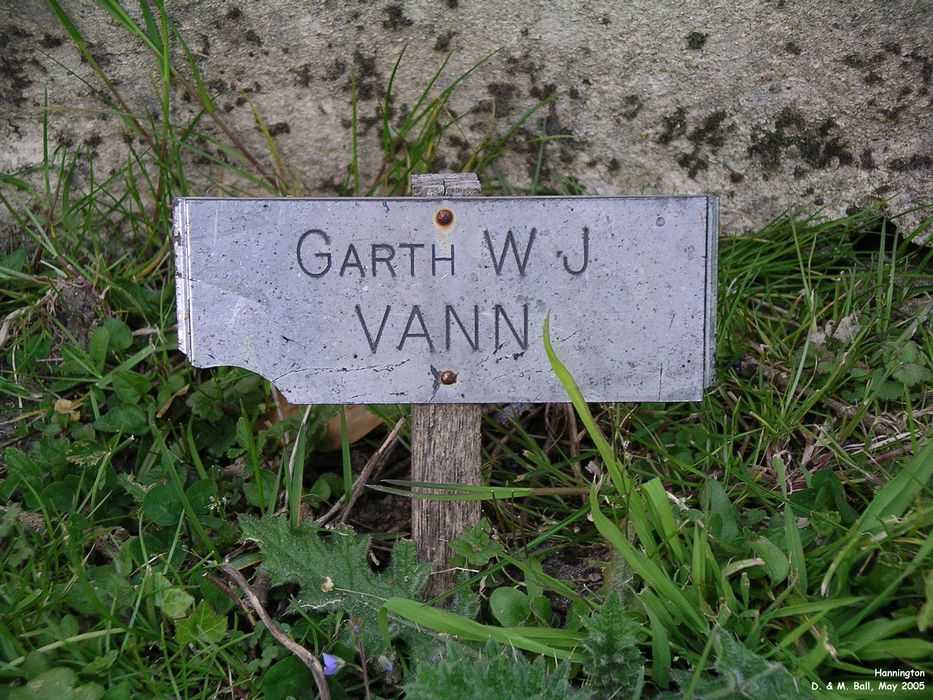 GARTH W J
VANN
Hannington
D. & M. Ball, May 2005